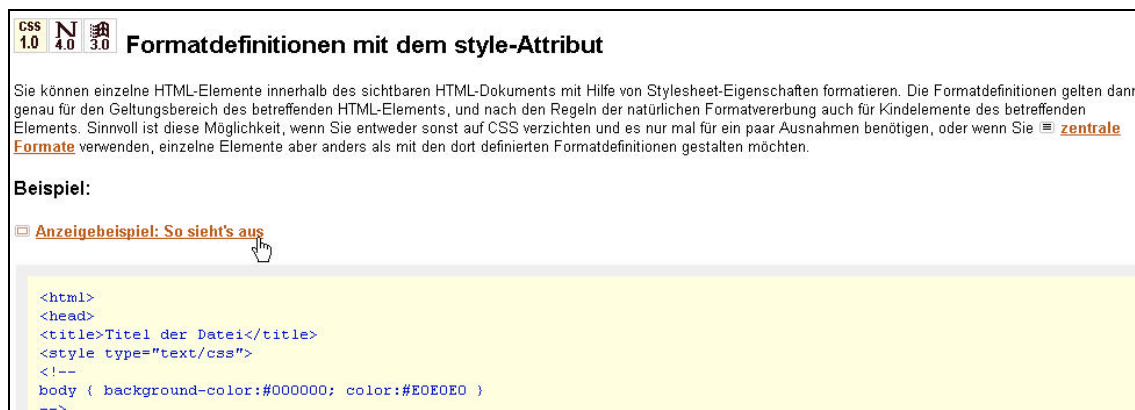 CSS 1.0 N 4.0 3.0 Formatdefinitionen mit dem style-Attribut
Sie können einzelne HTML-Elemente innerhalb des sichtbaren HTML-Dokuments mit Hilfe von Stylesheet-Eigenschaften formatieren. Die Formatdefinitionen gelten dann
genau für den Geltungsbereich des betreffenden HTML-Elements, und nach den Regeln der natürlichen Formatvererbung auch für Kindelemente des betreffenden
Elements. Sinnvoll ist diese Möglichkeit, wenn Sie entweder sonst auf CSS verzichten und es nur mal für ein paar Ausnahmen benötigen, oder wenn Sie zentrale
Formate verwenden, einzelne Elemente aber anders als mit den dort definierten Formatdefinitionen gestalten möchten.
Beispiel:
Anzeigebeispiel: So sieht's aus
<html>
<head>
<title>Titel der Datei</title>
<style type="text/css">
<!--
body { background-color:#000000; color:#E0E0E0 }
-->